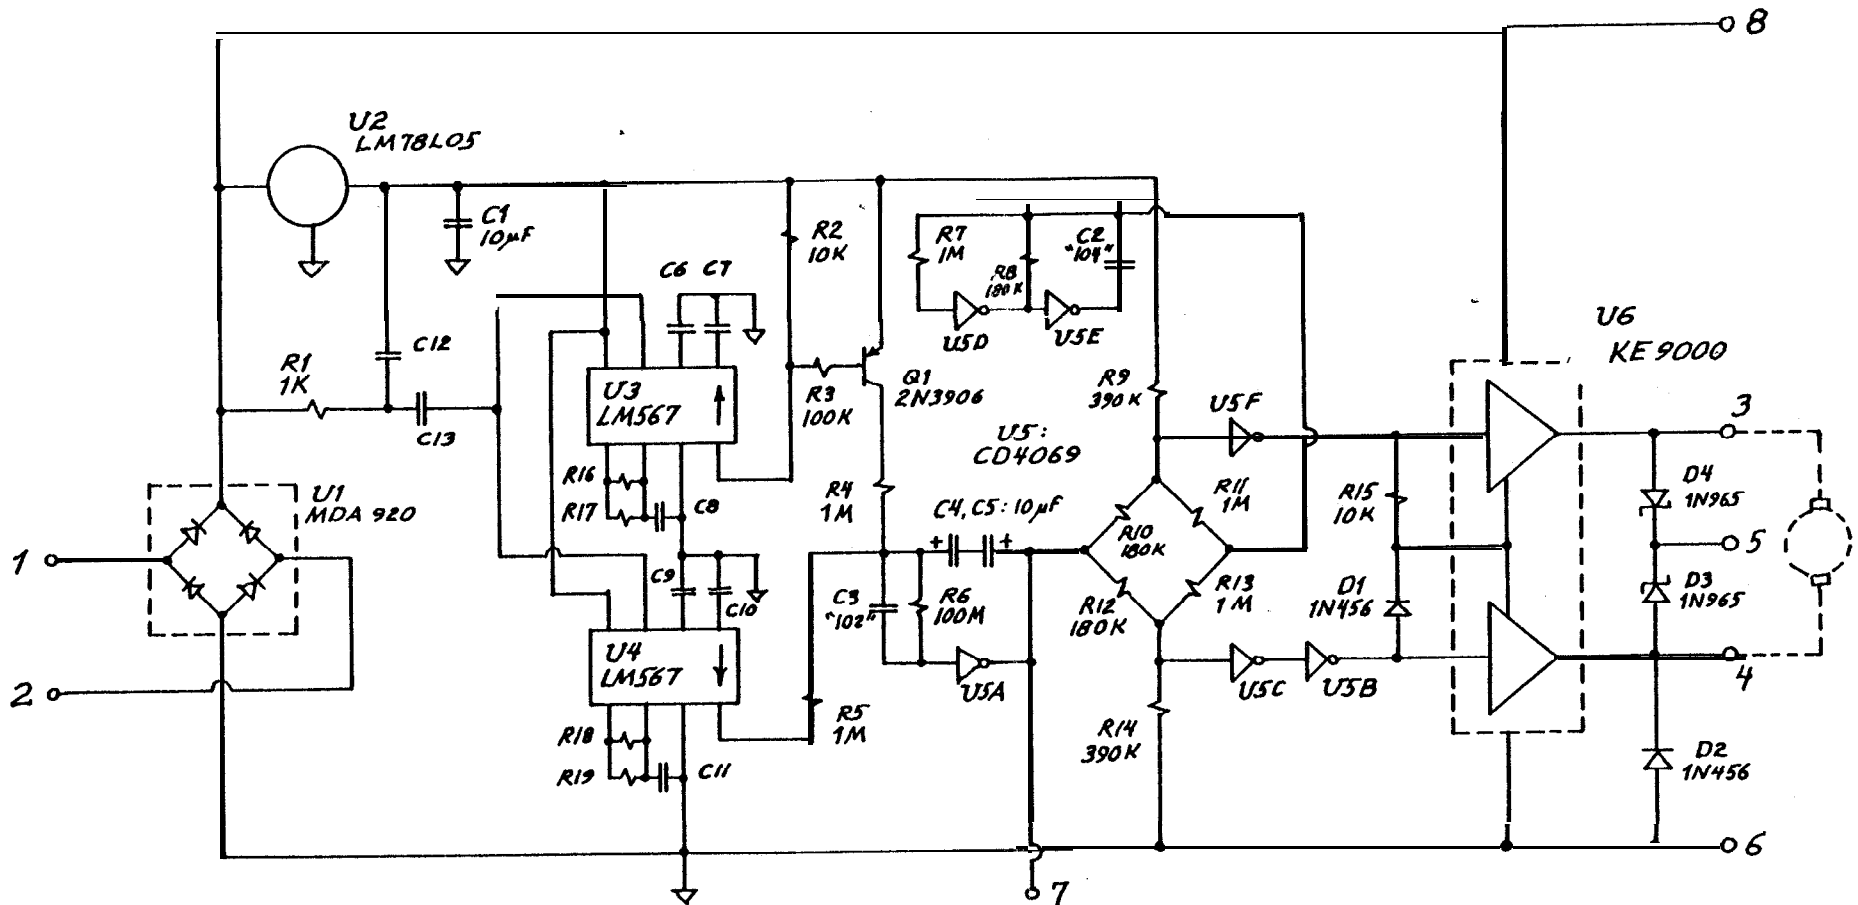 8
U2
LM78L05
C1
10µF
R2
10K
R7
1M
R8
180K
C2
"104"
C6 C7
U5D
U5E
U6
KE9000
R1
1K
C12
C13
U3
LM567
R3
100K
Q1
2N3906
R9
390K
U5F
3
U5:
CD4069
R16
R17
C8
R4
1M
C4, C5: 10µF
R10
180K
R11
1M
R15
10K
D4
1N965
5
U1
MDA920
1
C9
C10
C3
"102"
R6
100M
R12
180K
R13
1M
D1
1N456
D3
1N965
2
U4
LM567
U5A
U5C
U5B
4
R5
1M
R18
R19
C11
R14
390K
D2
1N456
6
7